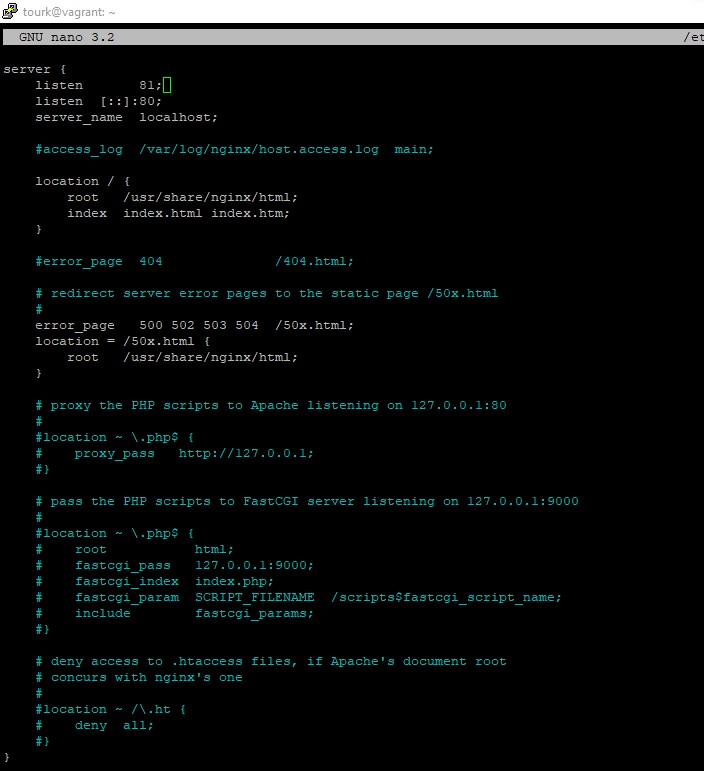 tourk@vagrant: ~
GNU nano 3.2 /et
server {
    listen       81;
    listen  [::]:80;
    server_name  localhost;
    #access_log  /var/log/nginx/host.access.log  main;
    location / {
        root   /usr/share/nginx/html;
        index  index.html index.htm;
    }
    #error_page  404              /404.html;
    # redirect server error pages to the static page /50x.html
    #
    error_page   500 502 503 504  /50x.html;
    location = /50x.html {
        root   /usr/share/nginx/html;
    }
    # proxy the PHP scripts to Apache listening on 127.0.0.1:80
    #
    #location ~ \.php$ {
    #    proxy_pass   http://127.0.0.1;
    #}
    # pass the PHP scripts to FastCGI server listening on 127.0.0.1:9000
    #
    #location ~ \.php$ {
    #    root           html;
    #    fastcgi_pass   127.0.0.1:9000;
    #    fastcgi_index  index.php;
    #    fastcgi_param  SCRIPT_FILENAME  /scripts$fastcgi_script_name;
    #    include        fastcgi_params;
    #}
    # deny access to .htaccess files, if Apache's document root
    # concurs with nginx's one
    #
    #location ~ /\.ht {
    #    deny  all;
    #}
}